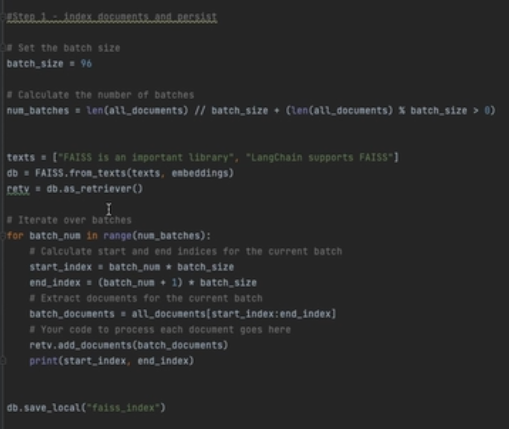 #Step 1 - index documents and persist
# Set the batch size
batch_size = 96
# Calculate the number of batches
num_batches = len(all_documents) // batch_size + (len(all_documents) % batch_size > 0)
texts = ["FAISS is an important library", "LangChain supports FAISS"]
db = FAISS.from_texts(texts, embeddings)
retv = db.as_retriever()
# Iterate over batches
for batch_num in range(num_batches):
    # Calculate start and end indices for the current batch
    start_index = batch_num * batch_size
    end_index = (batch_num + 1) * batch_size
    # Extract documents for the current batch
    batch_documents = all_documents[start_index:end_index]
    # Your code to process each document goes here
    retv.add_documents(batch_documents)
    print(start_index, end_index)
db.save_local("faiss_index")